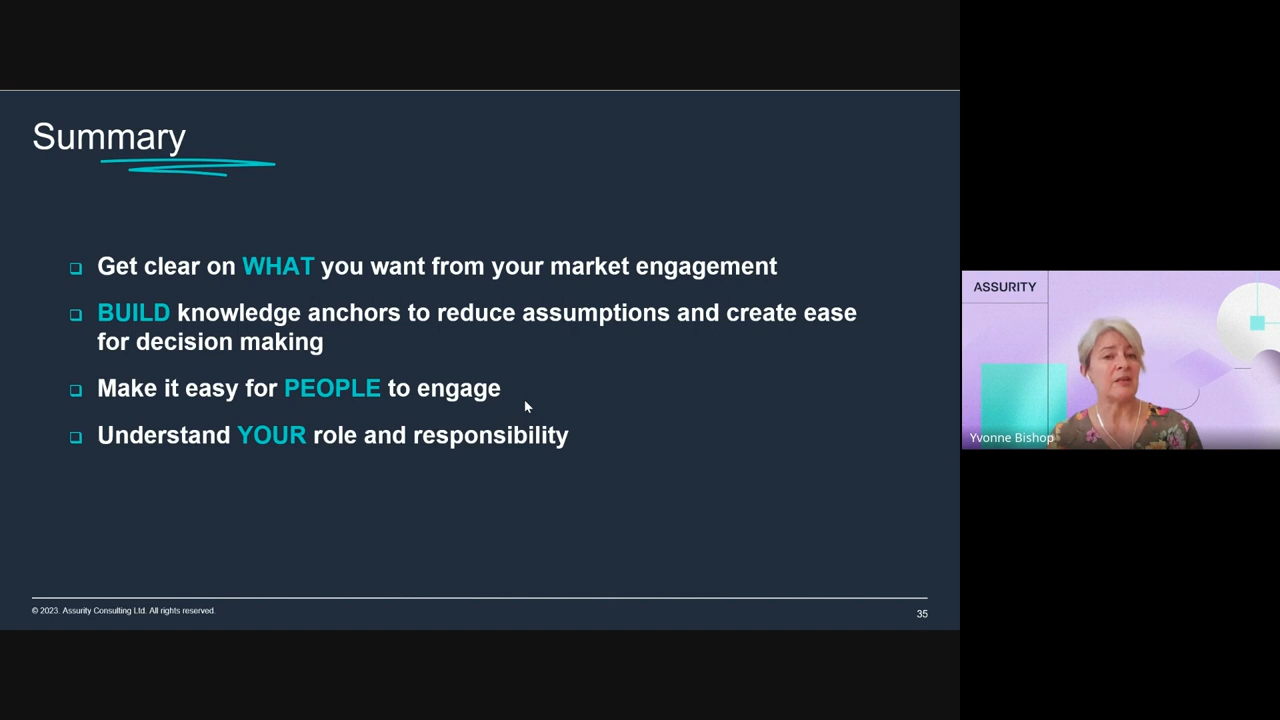 Summary
Get clear on WHAT you want from your market engagement
BUILD knowledge anchors to reduce assumptions and create ease
for decision making
Make it easy for PEOPLE to engage
Understand YOUR role and responsibility
© 2023. Assurity Consulting Ltd. All rights reserved.
35
ASSURITY
Yvonne Bishop